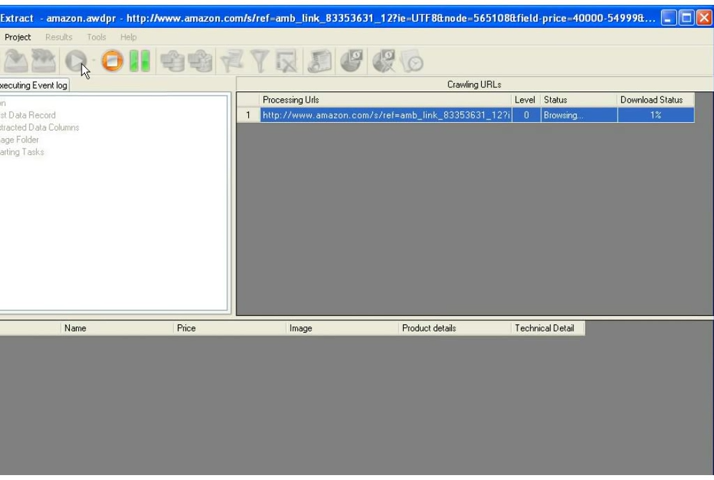 Extract - amazon.awdpr - http://www.amazon.com/s/ref=amb_link_83353631_12?ie=UTF8&node=565108&field-price=40000-54999&...
Project Results Tools Help
xecuting Event log
Crawling URLs
on
st Data Record
xtracted Data Columns
age Folder
arting Tasks
Processing Urls Level Status Download Status
1 http://www.amazon.com/s/ref=amb_link_83353631_12?i 0 Browsing... 1%
Name Price Image Product details Technical Detail